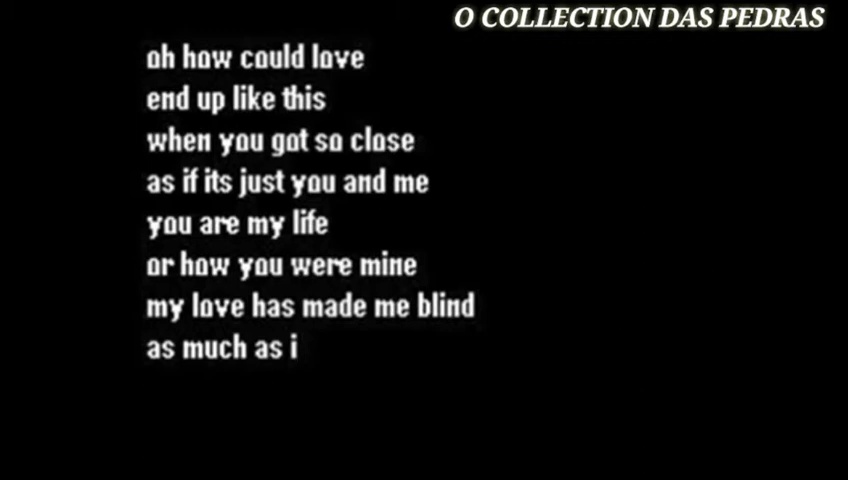 O COLLECTION DAS PEDRAS
oh how could love
end up like this
when you got so close
as if its just you and me
you are my life
or how you were mine
my love has made me blind
as much as i